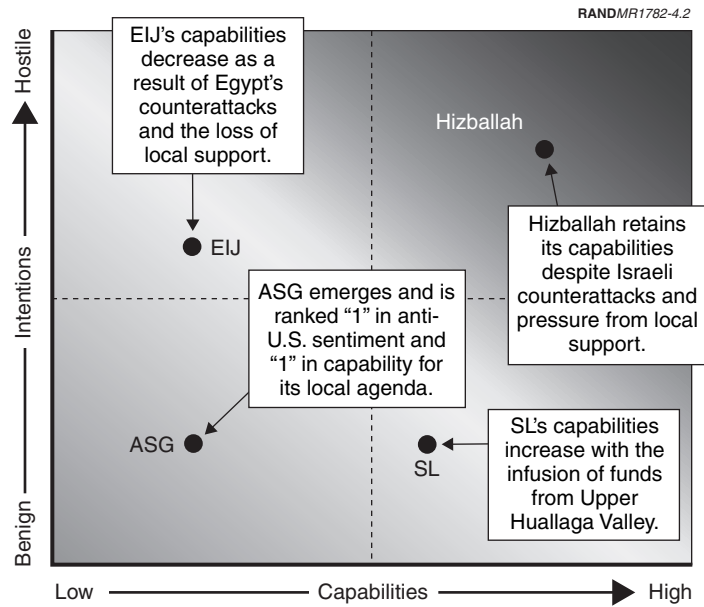 RANDMR1782-4.2
Hostile
Intentions
Benign
EIJ's capabilities
decrease as a
result of Egypt's
counterattacks
and the loss of
local support.
Hizballah
EIJ
Hizballah retains
its capabilities
despite Israeli
counterattacks and
pressure from local
support.
ASG emerges and is
ranked “1” in anti-
U.S. sentiment and
“1” in capability for
its local agenda.
ASG
SL
SL's capabilities
increase with the
infusion of funds
from Upper
Huallaga Valley.
Low
Capabilities
High